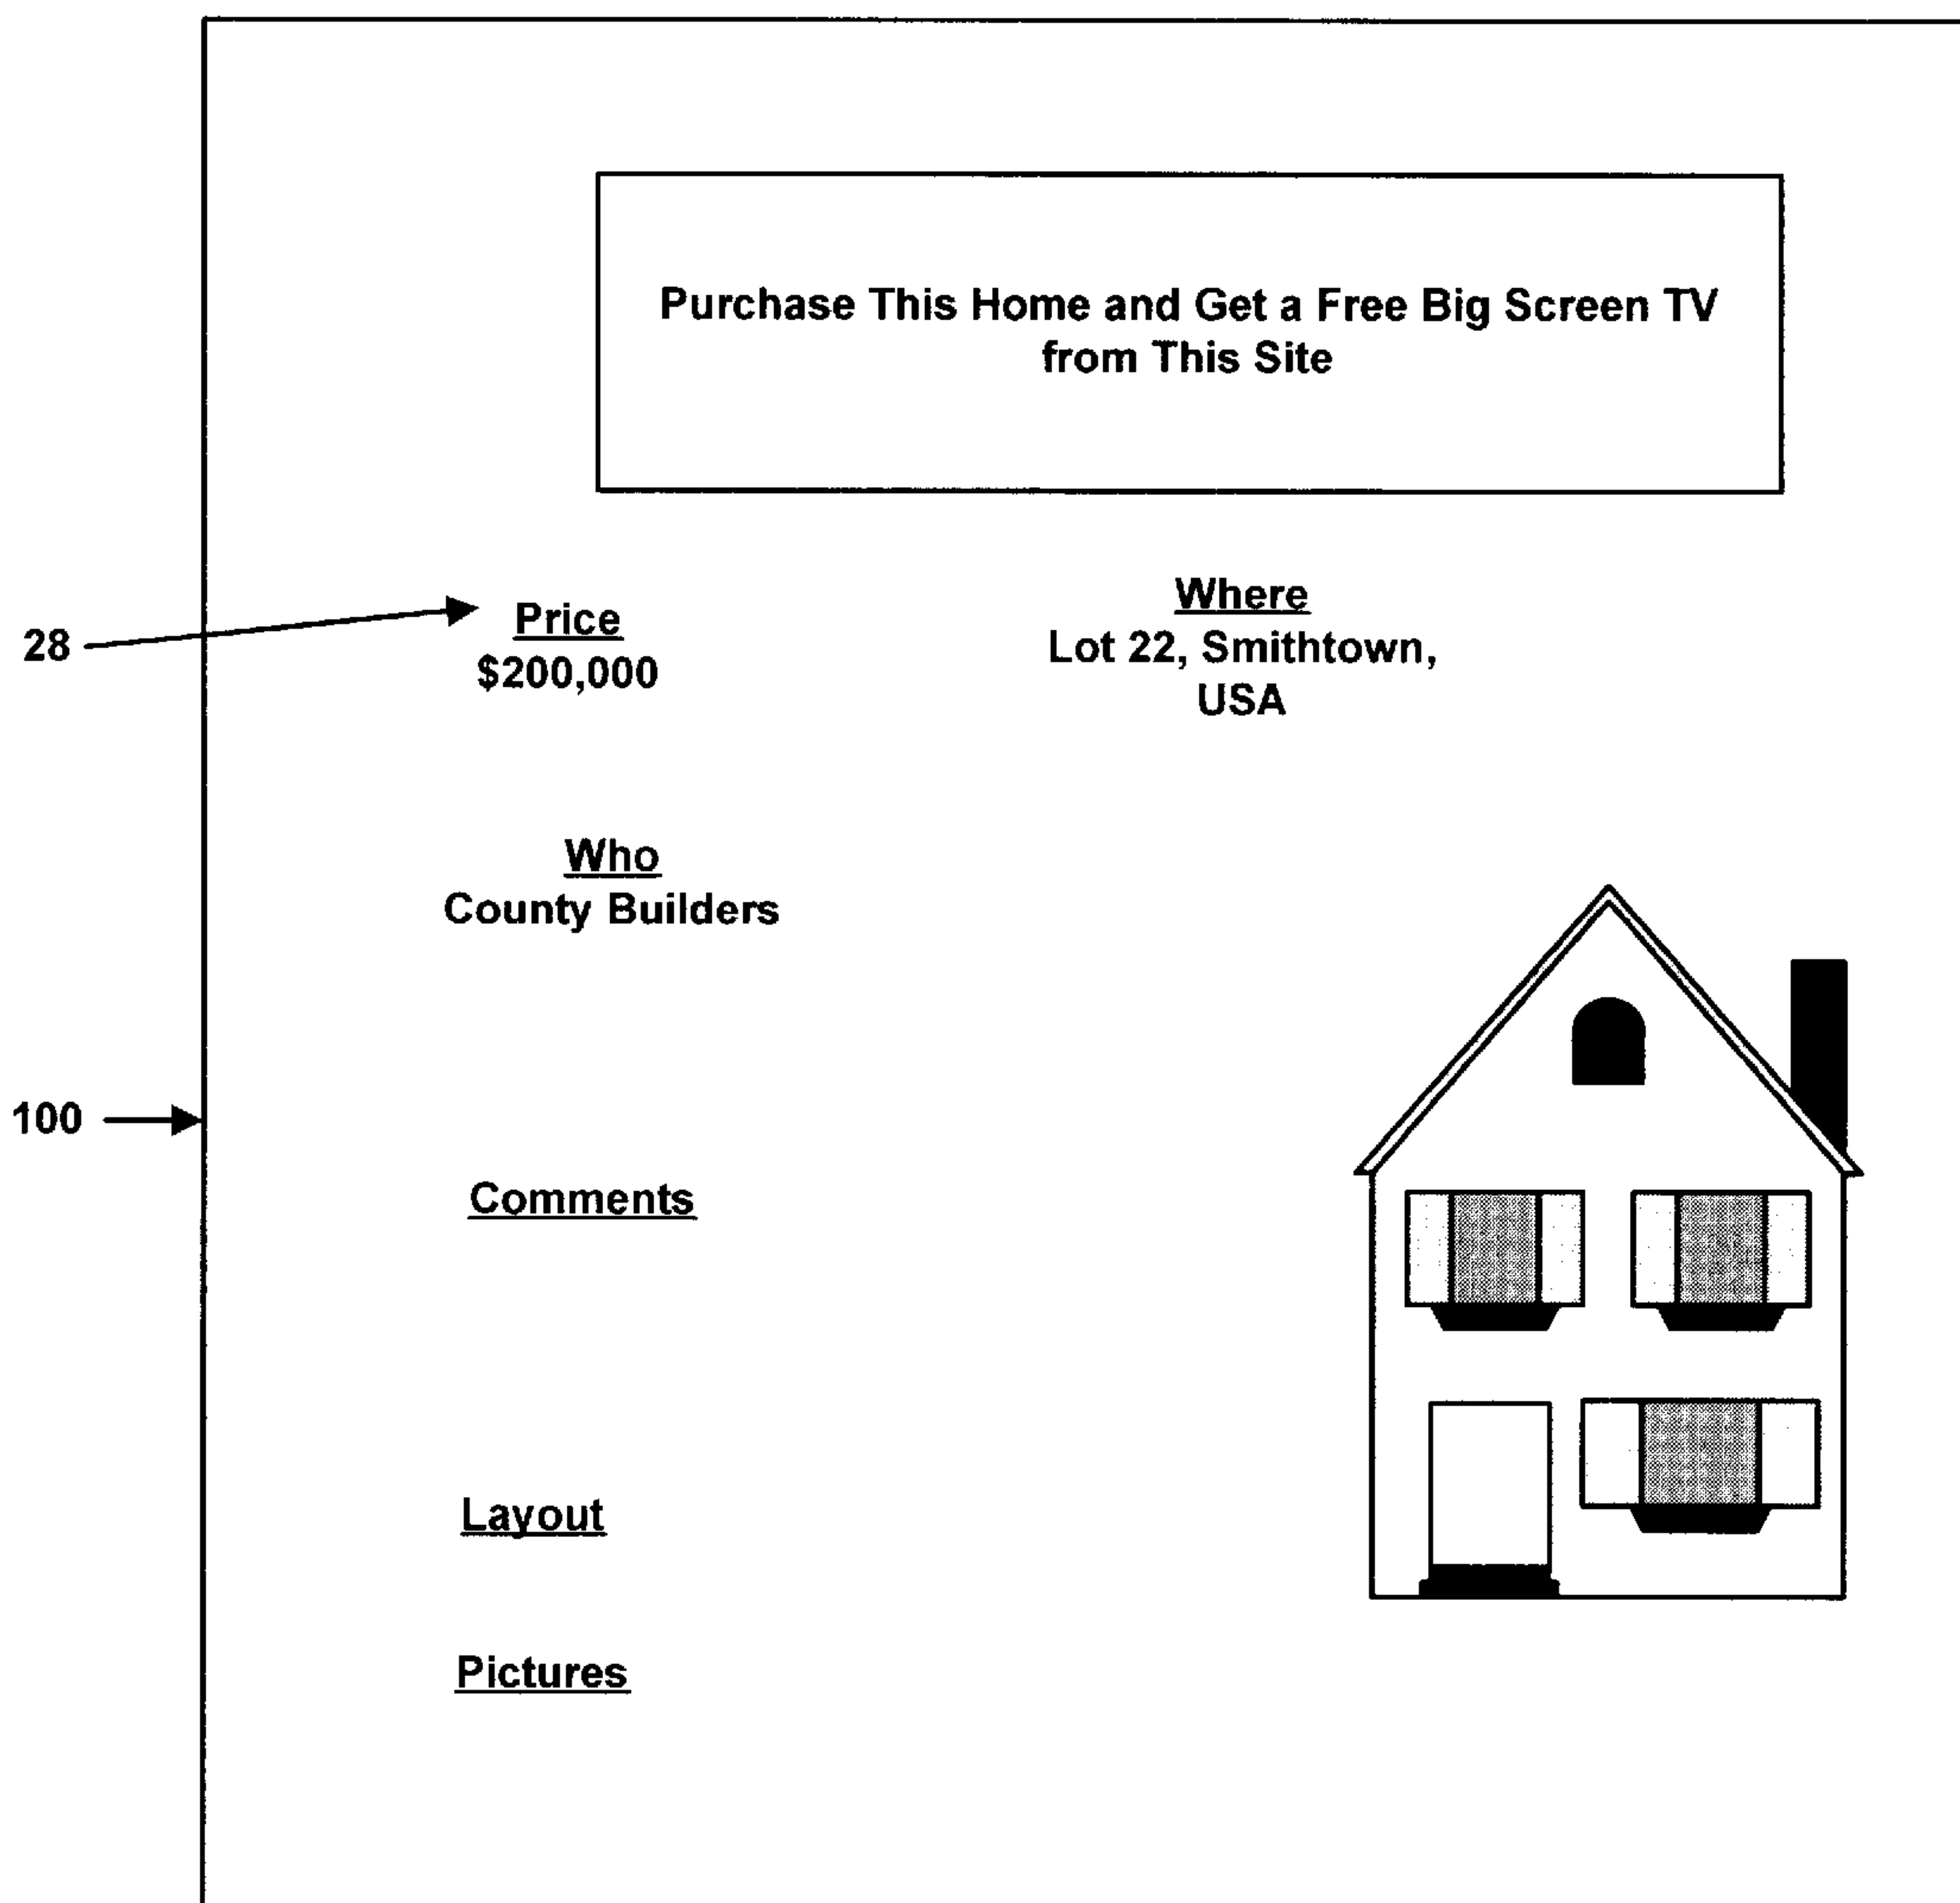 Purchase This Home and Get a Free Big Screen TV
from This Site
28
Price
$200,000
Where
Lot 22, Smithtown,
USA
Who
County Builders
100
Comments
Layout
Pictures